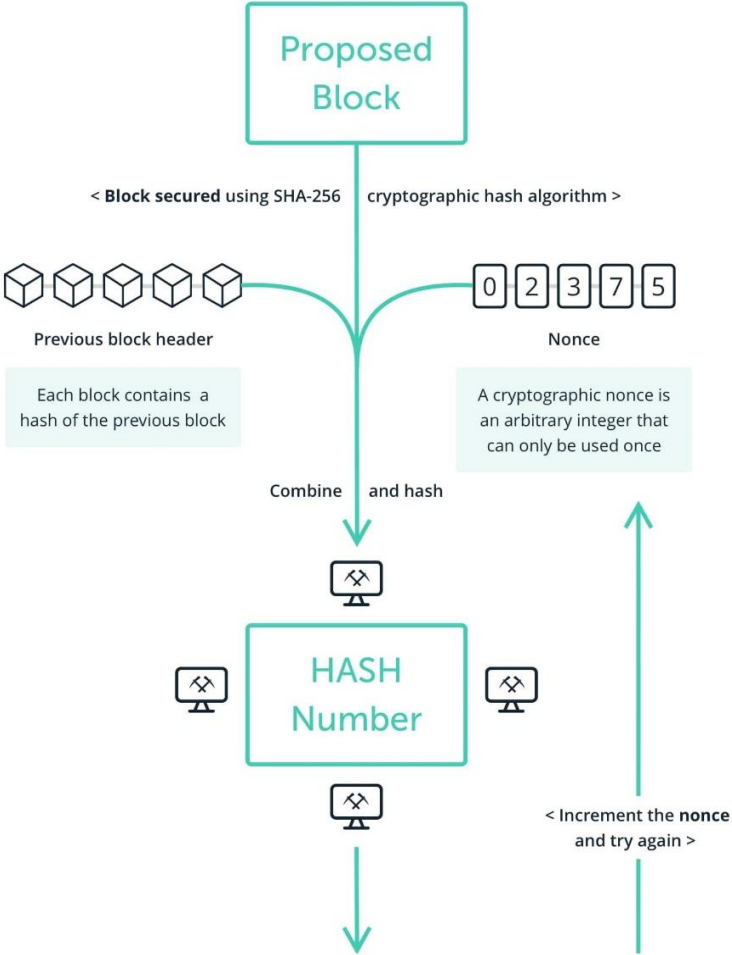 Proposed
Block
< Block secured using SHA-256 cryptographic hash algorithm >
0 2 3 7 5
Previous block header
Nonce
Each block contains a
hash of the previous block
A cryptographic nonce is
an arbitrary integer that
can only be used once
Combine and hash
HASH
Number
< Increment the nonce
and try again >